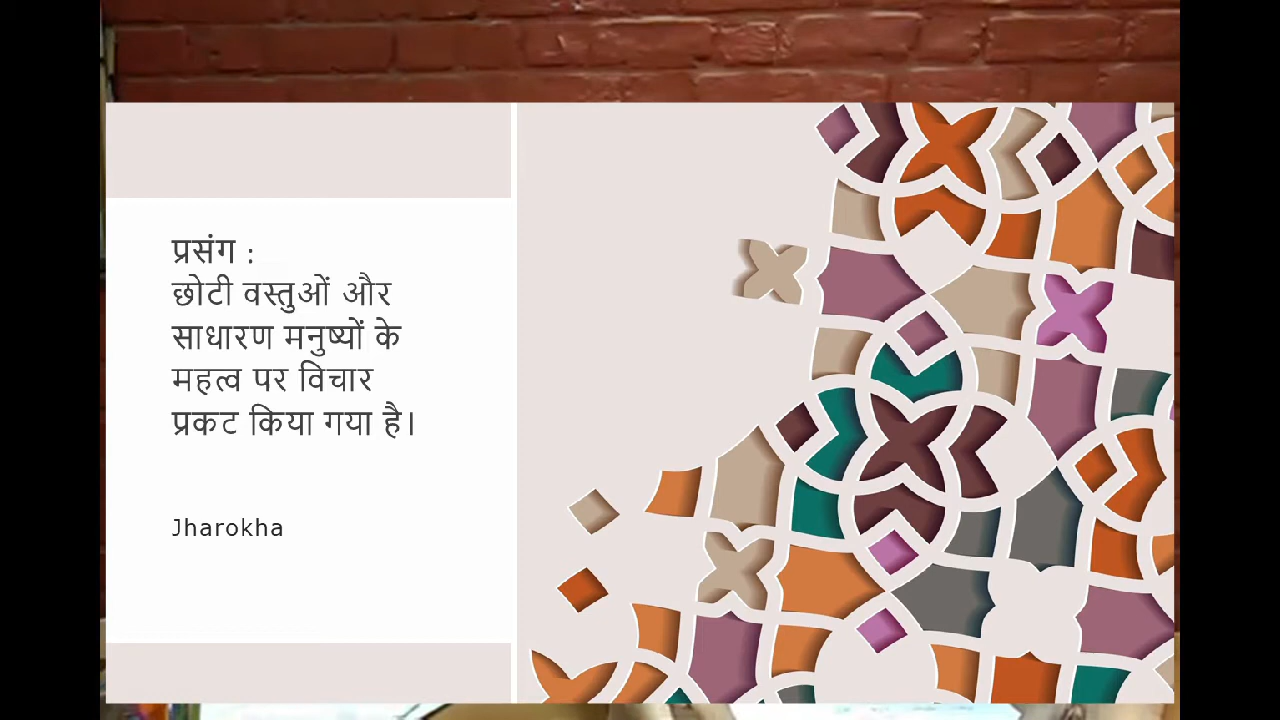 प्रसंग :
छोटी वस्तुओं और
साधारण मनुष्यों के
महत्व पर विचार
प्रकट किया गया है।
Jharokha